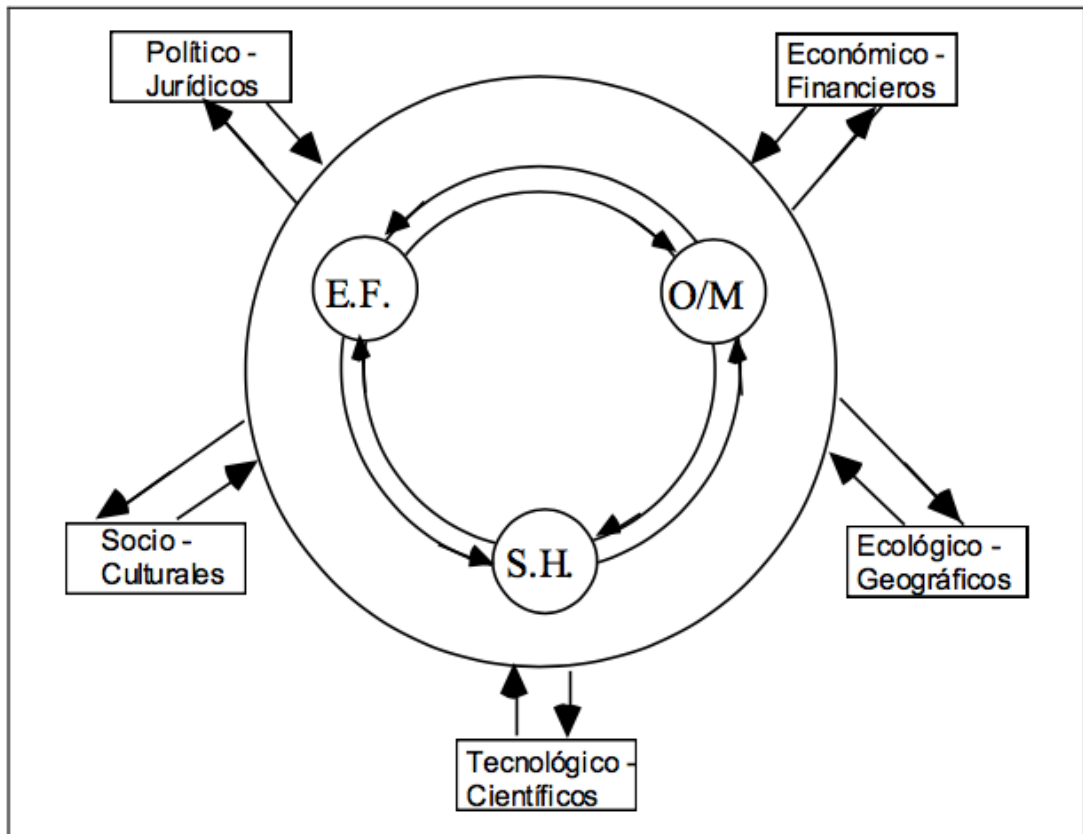 Político -
Jurídicos
Económico -
Financieros
E.F.
O/M
Socio -
Culturales
S.H.
Ecológico -
Geográficos
Tecnológico -
Científicos